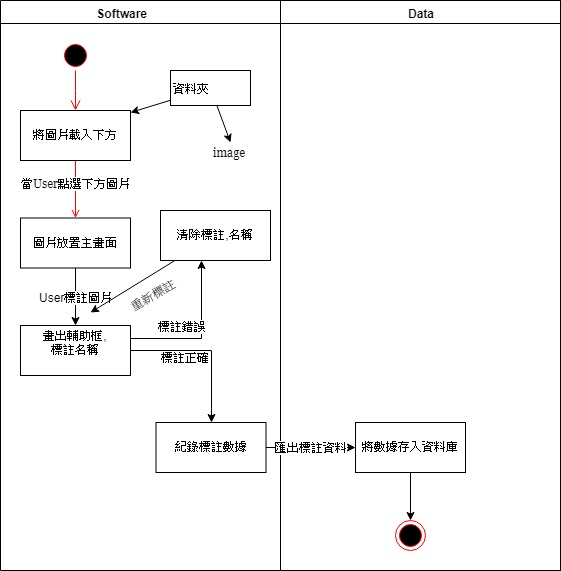 Software
Data
資料夾
將圖片載入下方
image
當User點選下方圖片
圖片放置主畫面
清除標註,名稱
User標註圖片
重新標註
標註錯誤
畫出輔助框,
標註名稱
標註正確
紀錄標註數據
匯出標註資料
將數據存入資料庫